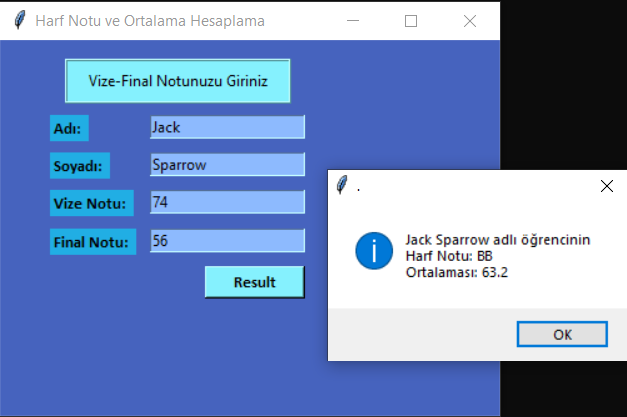 Harf Notu ve Ortalama Hesaplama
Vize-Final Notunuzu Giriniz
Adı: Jack
Soyadı: Sparrow
Vize Notu: 74
Final Notu: 56
Result
.
Jack Sparrow adlı öğrencinin
Harf Notu: BB
Ortalaması: 63.2
OK